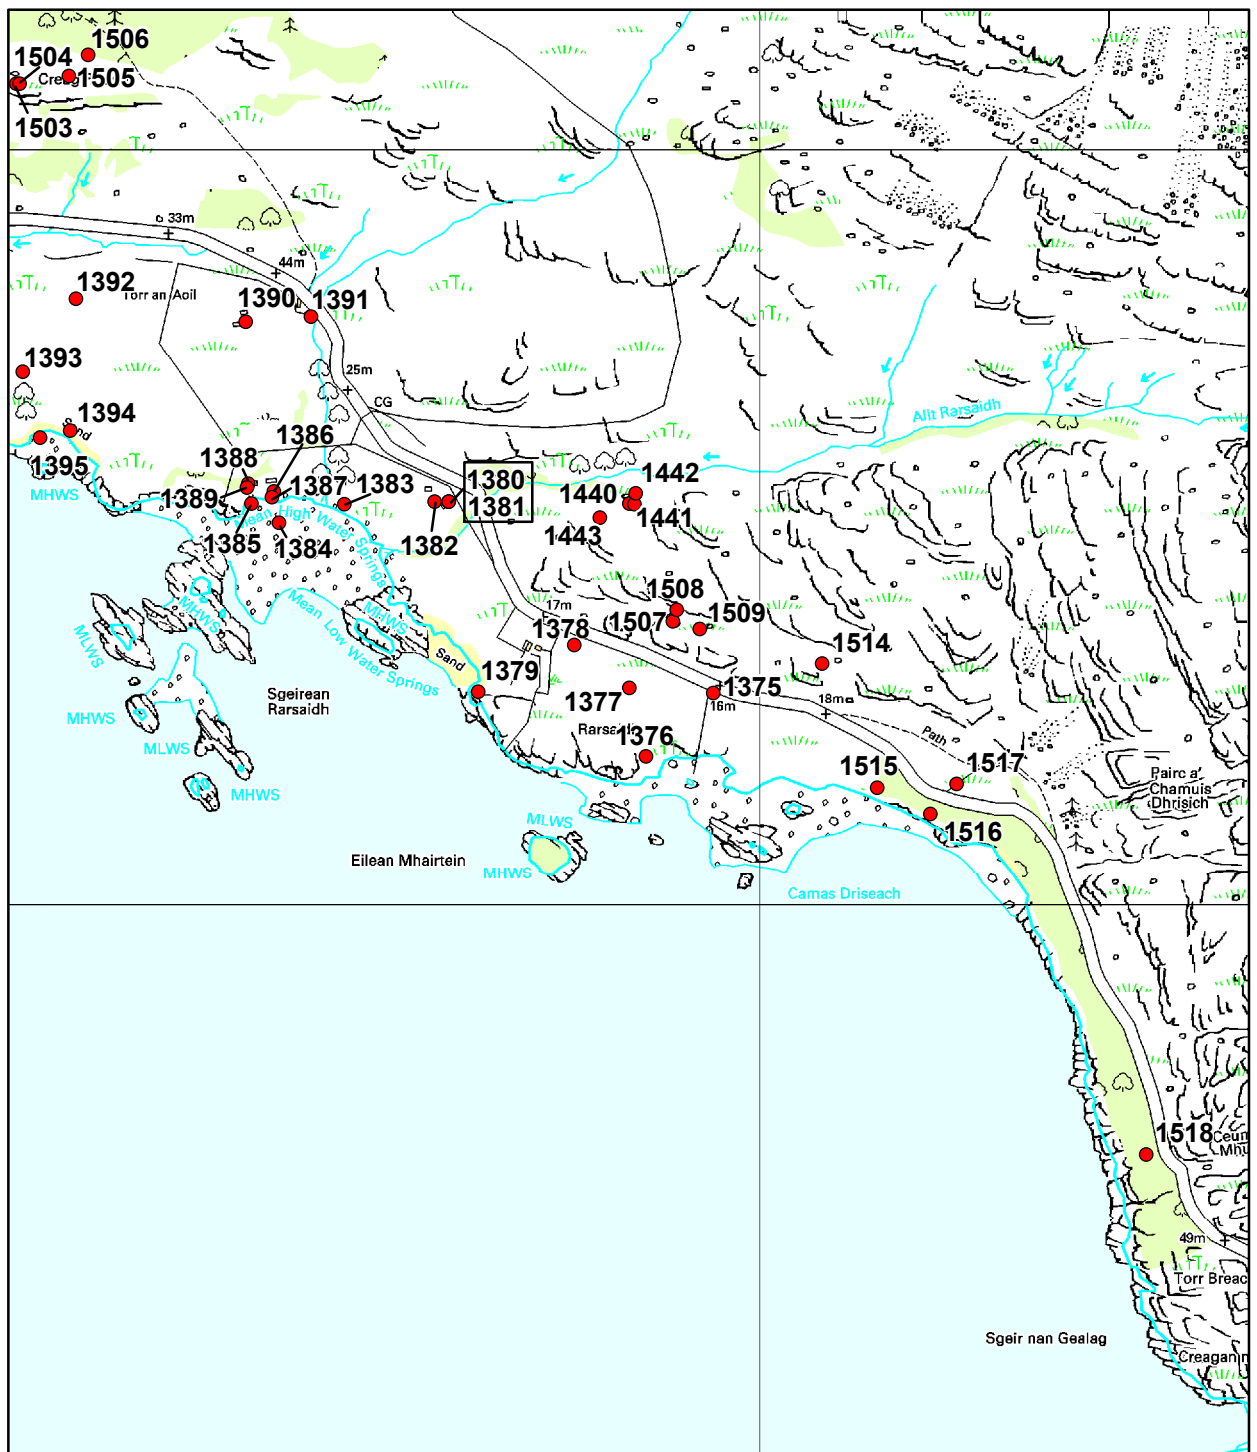 1506
1504
1505
1503
33m
44m
1392
Torr an Aoil
1390
1391
1393
25m
CG
Allt Rarsaidh
1394
Sand
1386
1395
1388
1380
1442
MHWS
1389
1387
1383
1381
1440
1441
Mean High Water Springs
1385
1382
1443
1384
MHWS
Mean Low Water Springs
MHWS
17m
1508
1507
1509
MLWS
1378
Sand
1514
1379
Sgeirean
Rarsaidh
1377
1375
16m
18m
MHWS
Path
MLWS
1376
1515
1517
Pairc a'
Chamuis
Dhrisich
MHWS
MLWS
1516
Eilean Mhairtein
MHWS
Camas Driseach
1518
49m
Torr Breac
Sgeir nan Gealag
Creagan